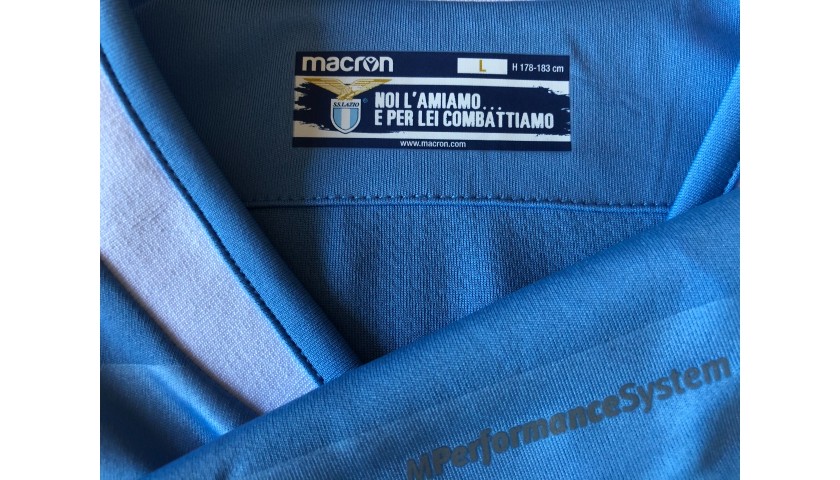 macron L H 178-183 cm
S.S.LAZIO
NOI L'AMIAMO...
E PER LEI COMBATTIAMO
www.macron.com
MPerformanceSystem